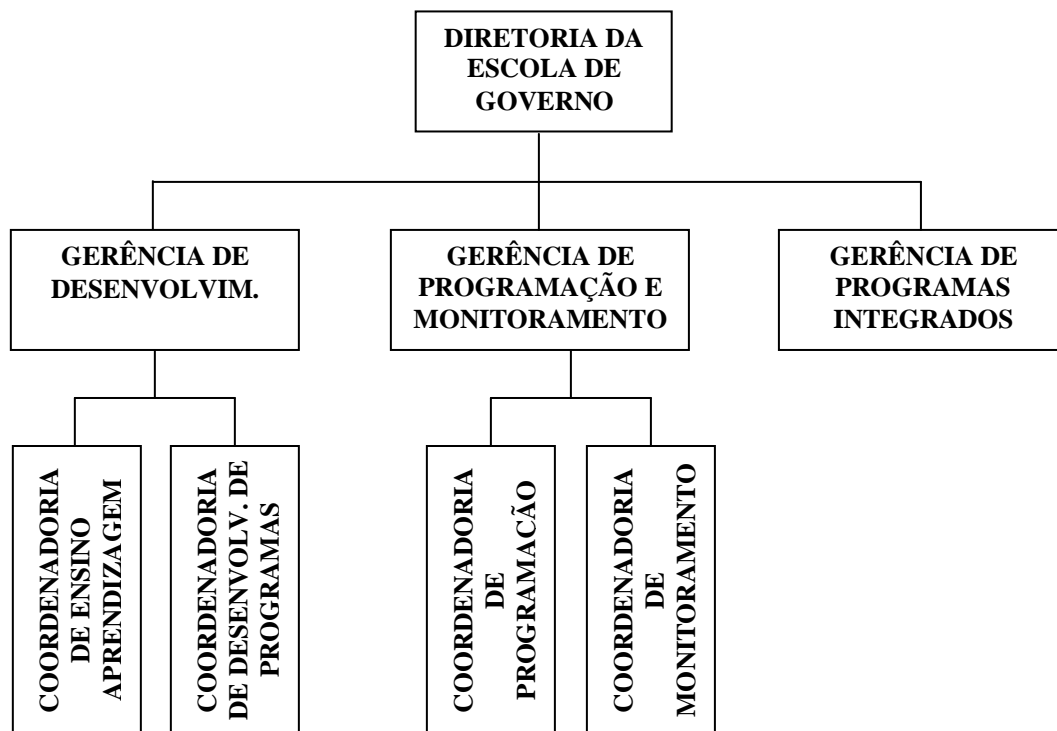 DIRETORIA DA
ESCOLA DE
GOVERNO
GERÊNCIA DE
DESENVOLVIM.
GERÊNCIA DE
PROGRAMAÇÃO E
MONITORAMENTO
GERÊNCIA DE
PROGRAMAS
INTEGRADOS
COORDENADORIA
DE ENSINO
APRENDIZAGEM
COORDENADORIA
DE DESENVOLV. DE
PROGRAMAS
COORDENADORIA
DE
PROGRAMACÃO
COORDENADORIA
DE
MONITORAMENTO